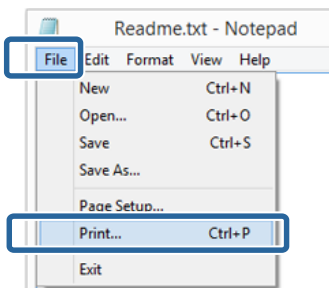 Readme.txt - Notepad
File Edit Format View Help
New Ctrl+N
Open... Ctrl+O
Save Ctrl+S
Save As...
Page Setup...
Print... Ctrl+P
Exit